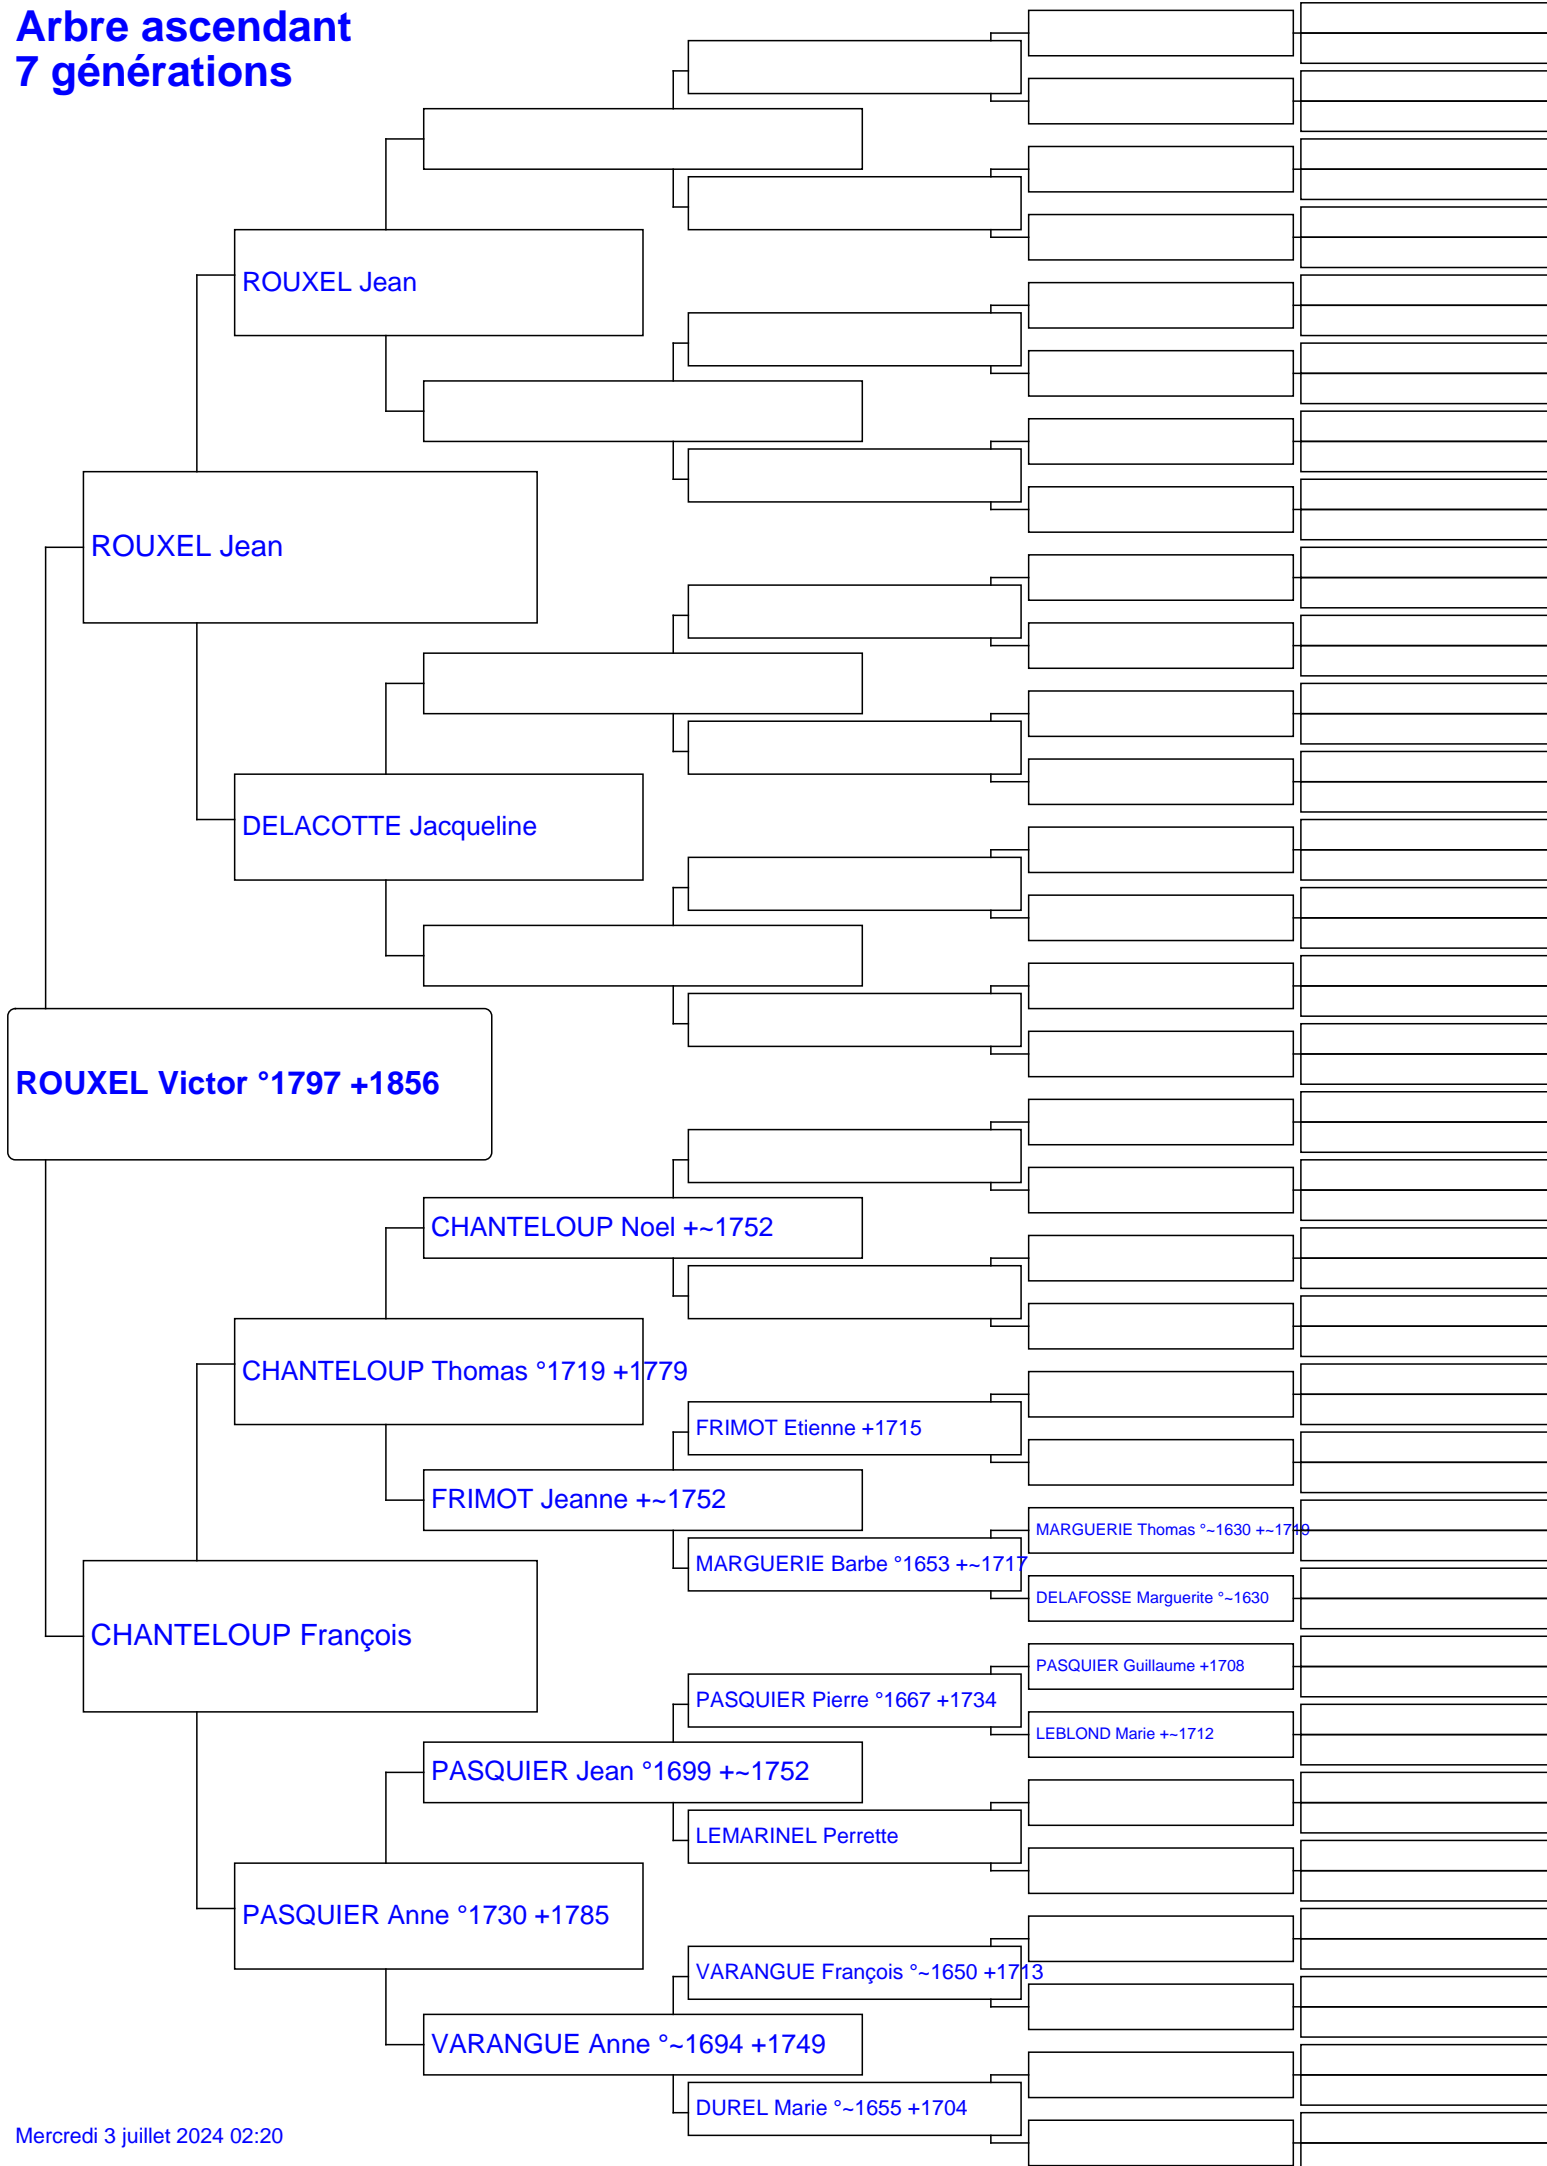 Arbre ascendant
7 générations
ROUXEL Jean
ROUXEL Jean
DELACOTTE Jacqueline
ROUXEL Victor °1797 +1856
CHANTELOUP Noel +~1752
CHANTELOUP Thomas °1719 +1779
FRIMOT Etienne +1715
FRIMOT Jeanne +~1752
MARGUERIE Thomas °~1630 +~1719
MARGUERIE Barbe °1653 +~1717
DELAFOSSE Marguerite °~1630
CHANTELOUP François
PASQUIER Guillaume +1708
PASQUIER Pierre °1667 +1734
LEBLOND Marie +~1712
PASQUIER Jean °1699 +~1752
LEMARINEL Perrette
PASQUIER Anne °1730 +1785
VARANGUE François °~1650 +1713
VARANGUE Anne °~1694 +1749
DUREL Marie °~1655 +1704
Mercredi 3 juillet 2024 02:20